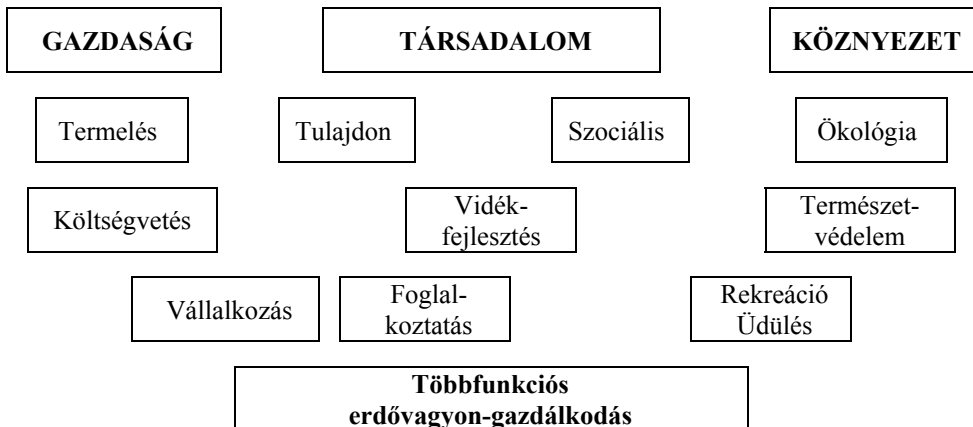 GAZDASÁG
TÁRSADALOM
KÖZNYEZET
Termelés
Tulajdon
Szociális
Ökológia
Költségvetés
Vidék-
fejlesztés
Természet-
védelem
Vállalkozás
Foglal-
koztatás
Rekreáció
Üdülés
Többfunkciós
erdővagyon-gazdálkodás